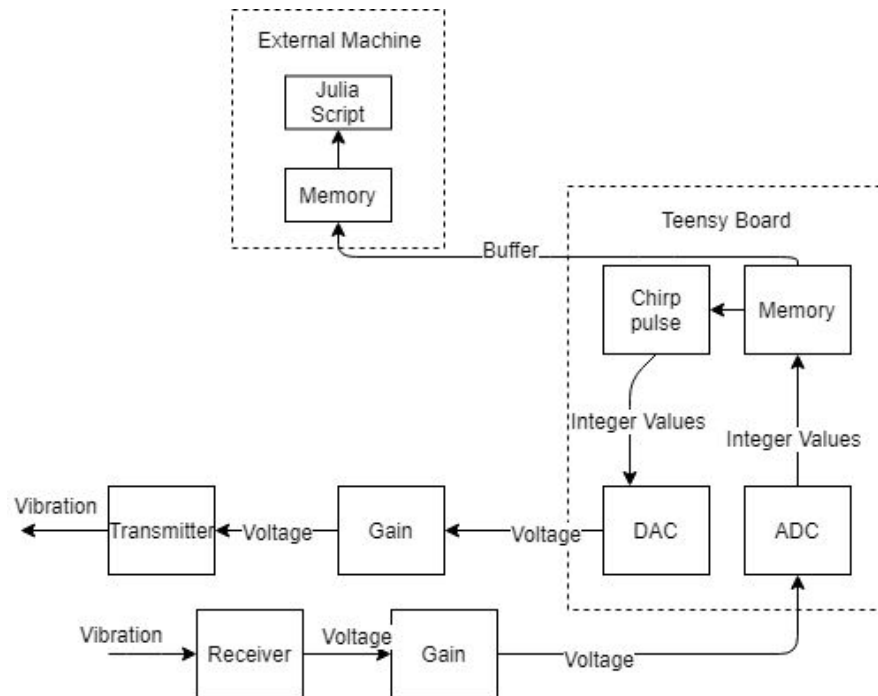 External Machine
Julia
Script
Memory
Teensy Board
Buffer
Chirp
pulse
Memory
Integer Values
Integer Values
Vibration
Transmitter
Voltage
Gain
Voltage
DAC
ADC
Vibration
Receiver
Voltage
Gain
Voltage